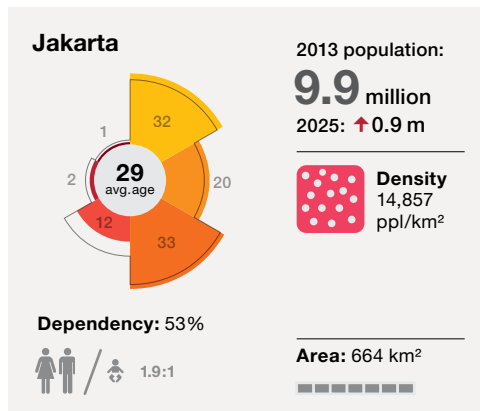 Jakarta
32
20
33
12
2
1
29
avg.age
Dependency: 53%
1.9:1
2013 population:
9.9 million
2025: ↑0.9 m
Density
14,857
ppl/km²
Area: 664 km²